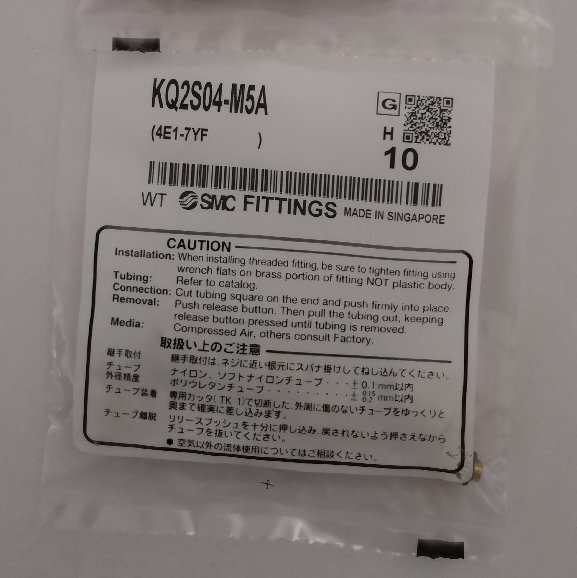 KQ2S04-M5A
G
(4E1-7YF )
H
10
WT SMC FITTINGS MADE IN SINGAPORE
CAUTION
Installation: When installing threaded fitting, be sure to tighten fitting using
wrench flats on brass portion of fitting NOT plastic body.
Tubing: Refer to catalog.
Connection: Cut tubing square on the end and push firmly into place.
Removal: Push release button. Then pull the tubing out, keeping
release button pressed until tubing is removed.
Media: Compressed Air, others consult Factory.
取扱い上のご注意
継手取付 継手取付は、ネジに近い根元にスパナ掛けしてねじ込んでください。
チューブ ナイロン、ソフトナイロンチューブ・・・± 0.1 mm以内
外径精度 ポリウレタンチューブ・・・・・・・・・・+0.15 -0.2 mm以内
チューブ装着 専用カッタ(TK-1)で切断した、外周に傷のないチューブをゆっくりと
奥まで確実に差し込みます。
チューブ離脱 リリースプッシュを十分に押し込み、戻されないよう押さえながら
チューブを抜いてください。
● 空気以外の流体使用についてはご相談ください。